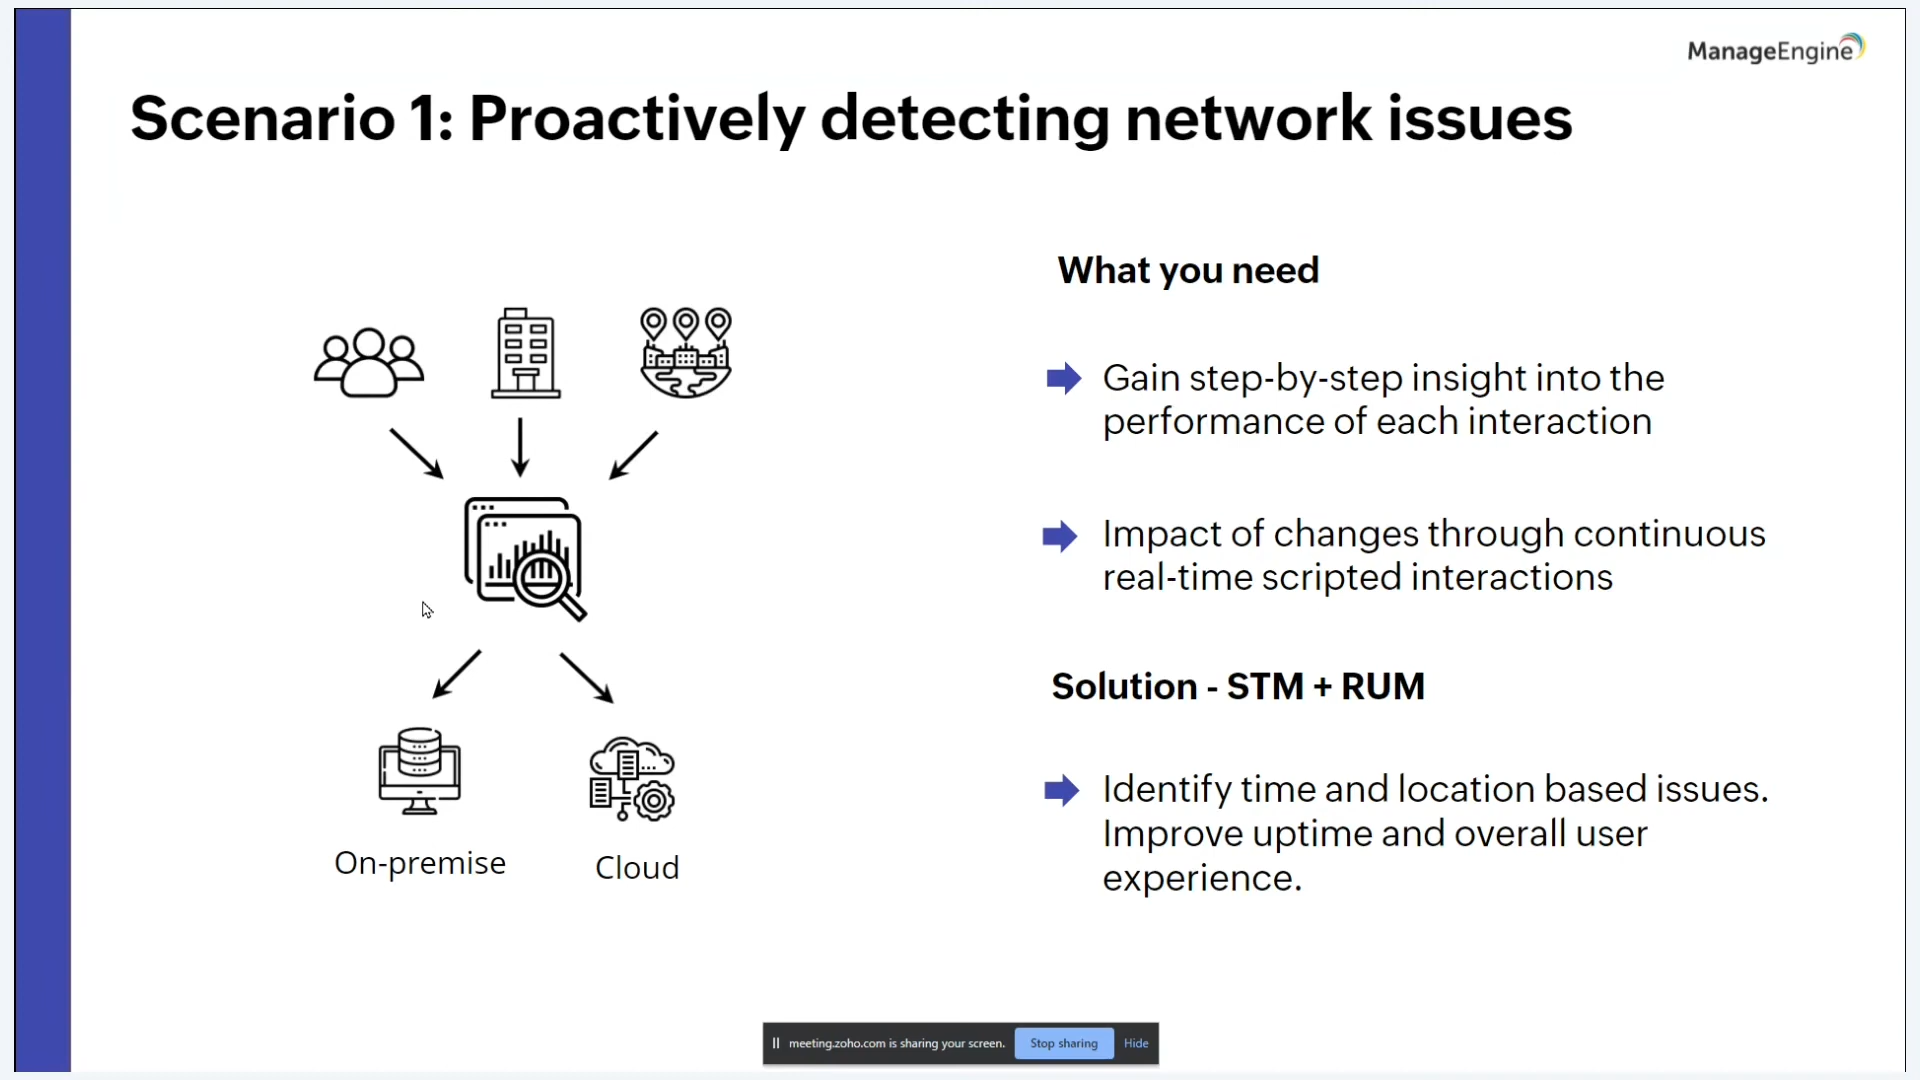 ManageEngine
Scenario 1: Proactively detecting network issues
What you need
Gain step-by-step insight into the
performance of each interaction
Impact of changes through continuous
real-time scripted interactions
Solution - STM + RUM
Identify time and location based issues.
Improve uptime and overall user
experience.
On-premise
Cloud
meeting.zoho.com is sharing your screen. Stop sharing Hide